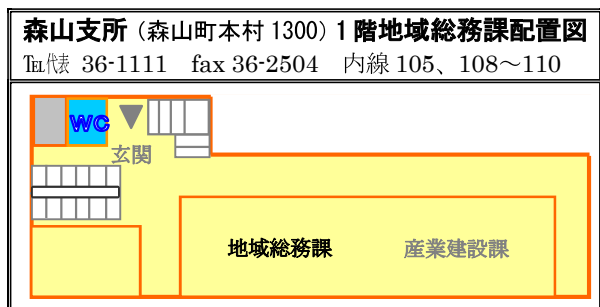 森山支所（森山町本村 1300）1 階地域総務課配置図
℡代表 36-1111 fax 36-2504 内線 105、108～110
WC
玄関
地域総務課 産業建設課